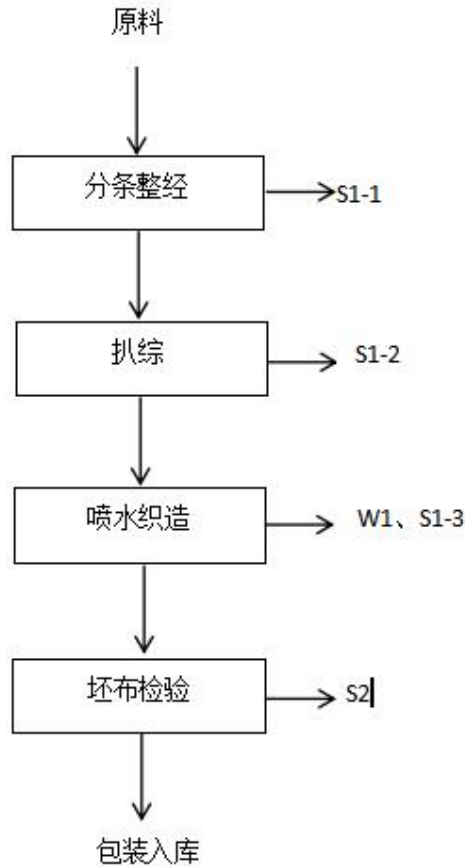 原料
分条整经
S1-1
扒综
S1-2
喷水织造
W1、S1-3
坯布检验
S2
包装入库